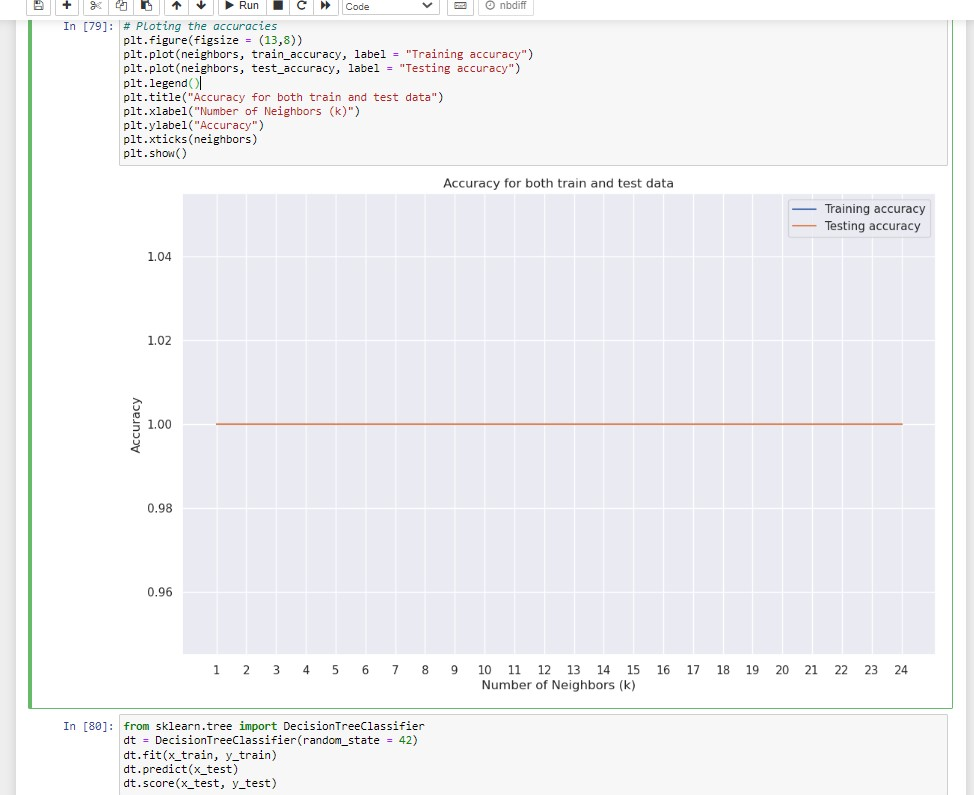 Run
Code
nbdiff
In [79]:
# Ploting the accuracies
plt.figure(figsize = (13,8))
plt.plot(neighbors, train_accuracy, label = "Training accuracy")
plt.plot(neighbors, test_accuracy, label = "Testing accuracy")
plt.legend()
plt.title("Accuracy for both train and test data")
plt.xlabel("Number of Neighbors (k)")
plt.ylabel("Accuracy")
plt.xticks(neighbors)
plt.show()
Accuracy for both train and test data
Training accuracy
Testing accuracy
1.04
1.02
1.00
0.98
0.96
Accuracy
1 2 3 4 5 6 7 8 9 10 11 12 13 14 15 16 17 18 19 20 21 22 23 24
Number of Neighbors (k)
In [80]:
from sklearn.tree import DecisionTreeClassifier
dt = DecisionTreeClassifier(random_state = 42)
dt.fit(x_train, y_train)
dt.predict(x_test)
dt.score(x_test, y_test)